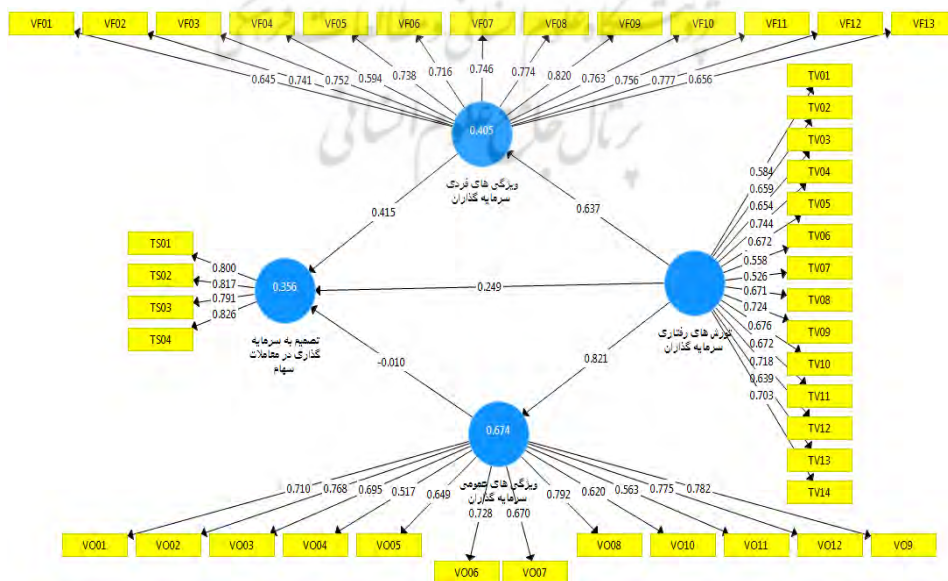 VF01 VF02 VF03 VF04 VF05 VF06 VF07 VF08 VF09 VF10 VF11 VF12 VF13
پرتال جامع علوم انسانی
0.645 0.741 0.752 0.594 0.738 0.716 0.746 0.774 0.820 0.763 0.756 0.777 0.656
0.405
ویژگی های فردی
سرمایه گذاران
0.415
0.637
TS01
TS02
TS03
TS04
0.800
0.817
0.791
0.826
0.356
تصمیم به سرمایه
گذاری در معاملات
سهام
0.249
-0.010
0.821
تورش های رفتاری
سرمایه گذاران
TV01
TV02
TV03
TV04
TV05
TV06
TV07
TV08
TV09
TV10
TV11
TV12
TV13
TV14
0.584
0.659
0.654
0.744
0.672
0.558
0.526
0.671
0.724
0.676
0.672
0.718
0.639
0.703
0.674
ویژگی های عمومی
سرمایه گذاران
0.710 0.768 0.695 0.517 0.649 0.728 0.670 0.792 0.620 0.563 0.775 0.782
VO01 VO02 VO03 VO04 VO05 VO08 VO10 VO11 VO12 VO9
VO06 VO07